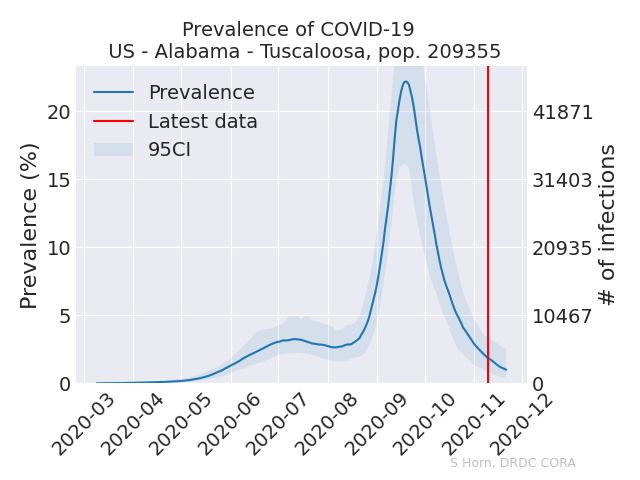 Prevalence of COVID-19
US - Alabama - Tuscaloosa, pop. 209355
Prevalence
Latest data
95CI
Prevalence (%)
20
15
10
5
0
41871
31403
20935
10467
0
# of infections
2020-03
2020-04
2020-05
2020-06
2020-07
2020-08
2020-09
2020-10
2020-11
2020-12
S Horn, DRDC CORA